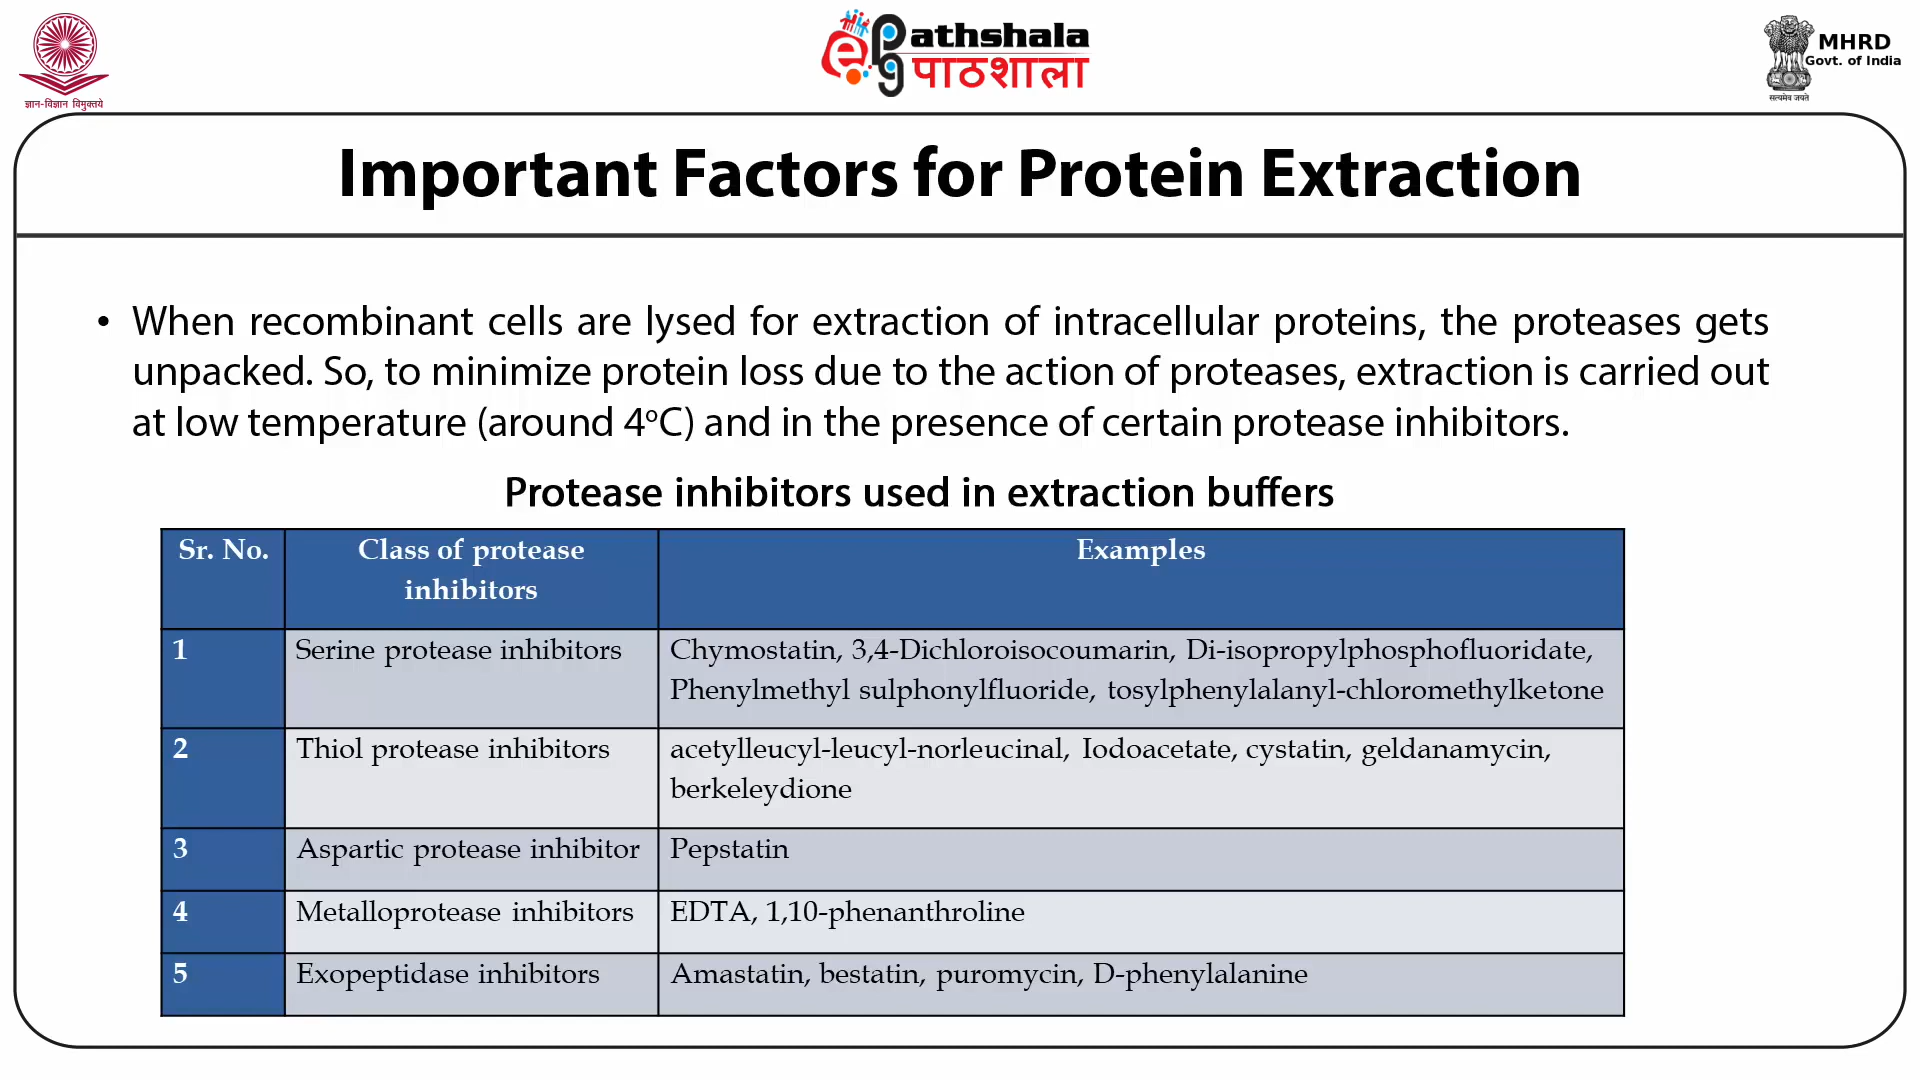 ज्ञान-विज्ञान विमुक्तये
ePathshala
पाठशाला
MHRD
Govt. of India
सत्यमेव जयते
Important Factors for Protein Extraction
• When recombinant cells are lysed for extraction of intracellular proteins, the proteases gets
unpacked. So, to minimize protein loss due to the action of proteases, extraction is carried out
at low temperature (around 4ºC) and in the presence of certain protease inhibitors.
Protease inhibitors used in extraction buffers
Sr. No. Class of protease Examples
inhibitors
1 Serine protease inhibitors Chymostatin, 3,4-Dichloroisocoumarin, Di-isopropylphosphofluoridate,
Phenylmethyl sulphonylfluoride, tosylphenylalanyl-chloromethylketone
2 Thiol protease inhibitors acetylleucyl-leucyl-norleucinal, Iodoacetate, cystatin, geldanamycin,
berkeleydione
3 Aspartic protease inhibitor Pepstatin
4 Metalloprotease inhibitors EDTA, 1,10-phenanthroline
5 Exopeptidase inhibitors Amastatin, bestatin, puromycin, D-phenylalanine